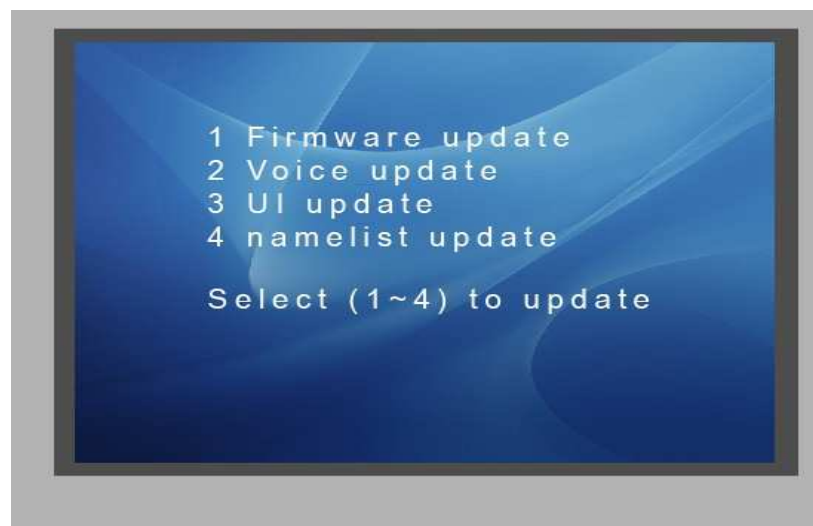 1 Firmware update
2 Voice update
3 UI update
4 namelist update
Select (1~4) to update